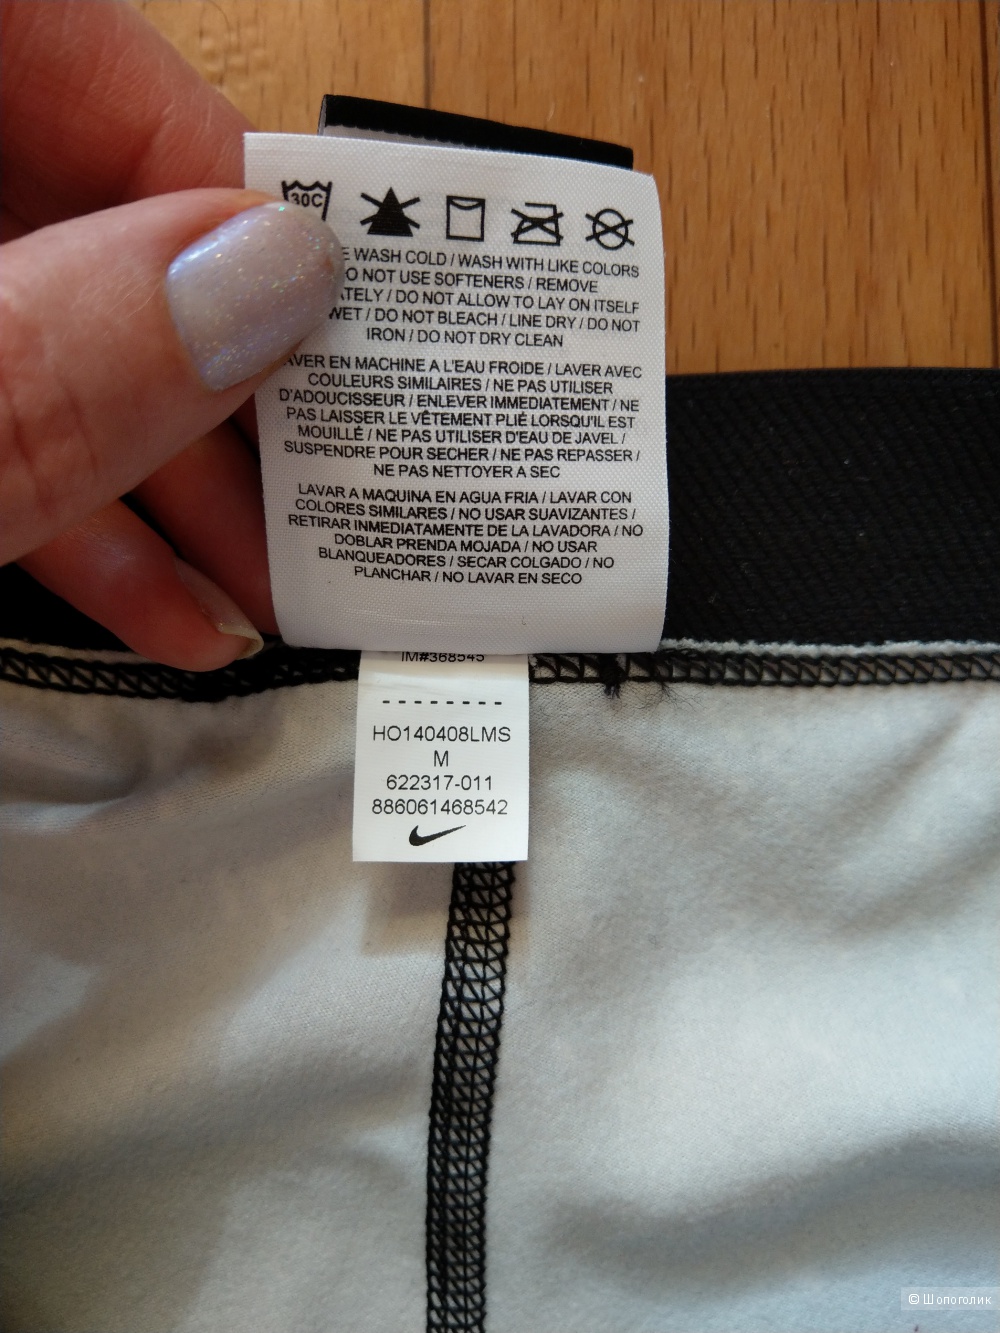 30C
WASH COLD / WASH WITH LIKE COLORS
NOT USE SOFTENERS / REMOVE
/ DO NOT ALLOW TO LAY ON ITSELF
WET / DO NOT BLEACH / LINE DRY / DO NOT
IRON / DO NOT DRY CLEAN
AVER EN MACHINE A L'EAU FROIDE / LAVER AVEC
COULEURS SIMILAIRES / NE PAS UTILISER
D'ADOUCISSEUR / ENLEVER IMMEDIATEMENT / NE
PAS LAISSER LE VÊTEMENT PLIÉ LORSQU'IL EST
MOUILLÉ / NE PAS UTILISER D'EAU DE JAVEL /
SUSPENDRE POUR SECHER / NE PAS REPASSER /
NE PAS NETTOYER A SEC
LAVAR A MAQUINA EN AGUA FRIA / LAVAR CON
COLORES SIMILARES / NO USAR SUAVIZANTES /
RETIRAR INMEDIATAMENTE DE LA LAVADORA / NO
DOBLAR PRENDA MOJADA / NO USAR
BLANQUEADORES / SECAR COLGADO / NO
PLANCHAR / NO LAVAR EN SECO
IM#368545
HO140408LMS
M
622317-011
886061468542
© Шопоголик